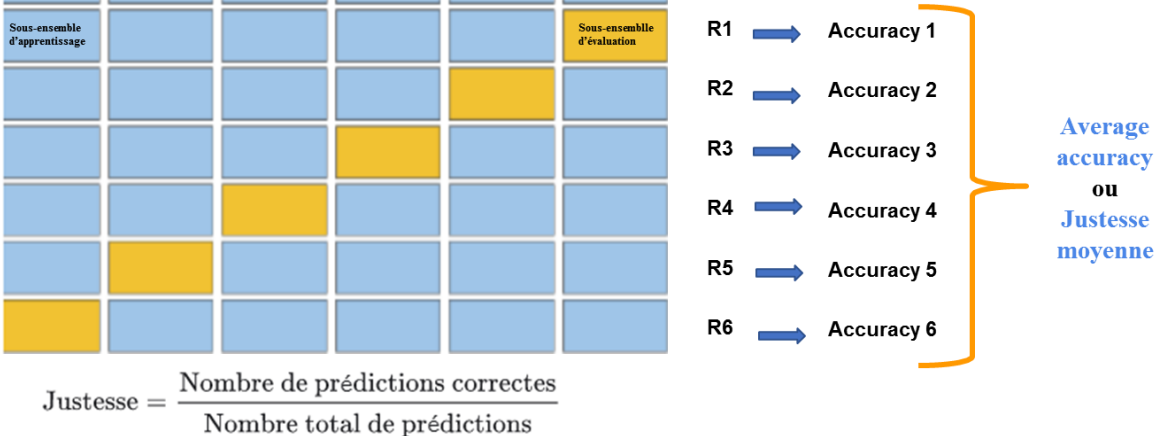 Sous-ensemble
d'apprentissage
Sous-ensemblle
d'évaluation
R1
Accuracy 1
R2
Accuracy 2
R3
Accuracy 3
R4
Accuracy 4
R5
Accuracy 5
R6
Accuracy 6
Average
accuracy
ou
Justesse
moyenne
Justesse = Nombre de prédictions correctes
Nombre total de prédictions